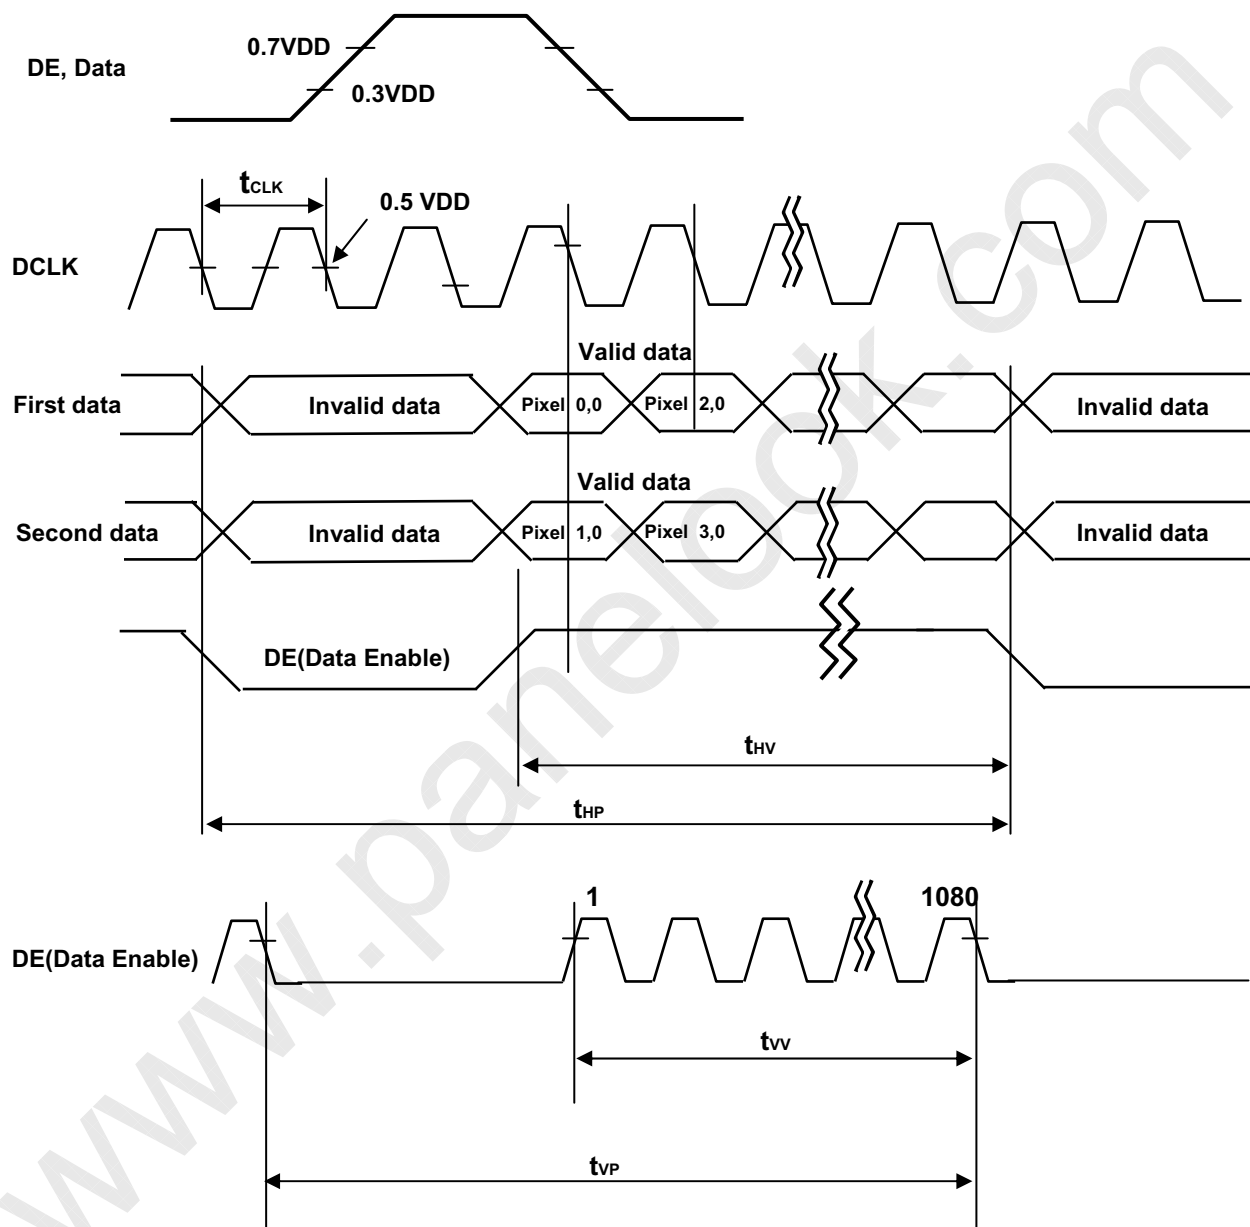 0.7VDD
DE, Data
0.3VDD
tCLK
0.5 VDD
DCLK
Valid data
First data
Invalid data
Pixel 0,0
Pixel 2,0
Invalid data
Valid data
Second data
Invalid data
Pixel 1,0
Pixel 3,0
Invalid data
DE(Data Enable)
tHV
tHP
1
1080
DE(Data Enable)
tVV
tVP
www.panelook.com